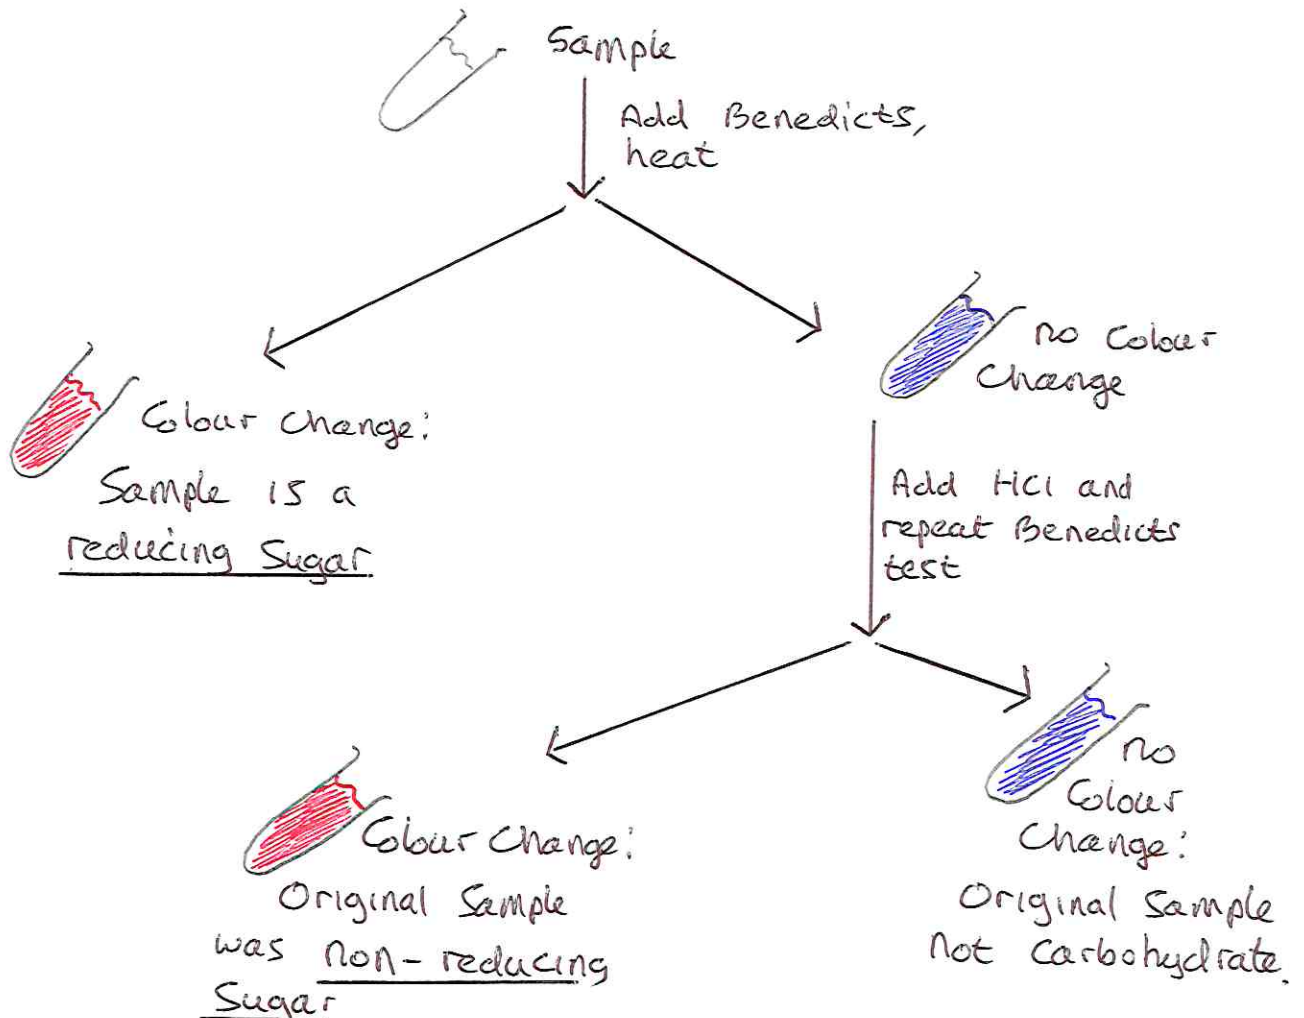 Sample
Add Benedicts,
heat
no Colour
Change
Colour Change:
Sample is a
reducing Sugar
Add HCl and
repeat Benedicts
test
Colour Change:
Original Sample
was non-reducing
Sugar
no
Colour
Change:
Original Sample
not Carbohydrate.